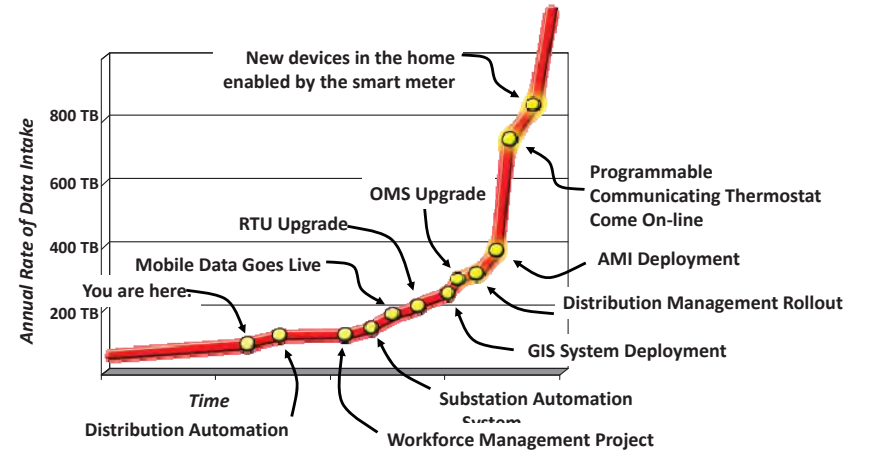 New devices in the home
enabled by the smart meter
800 TB
600 TB
400 TB
200 TB
Annual Rate of Data Intake
OMS Upgrade
RTU Upgrade
Mobile Data Goes Live
You are here.
Programmable
Communicating Thermostat
Come On-line
AMI Deployment
Distribution Management Rollout
GIS System Deployment
Time
Substation Automation
System
Distribution Automation
Workforce Management Project